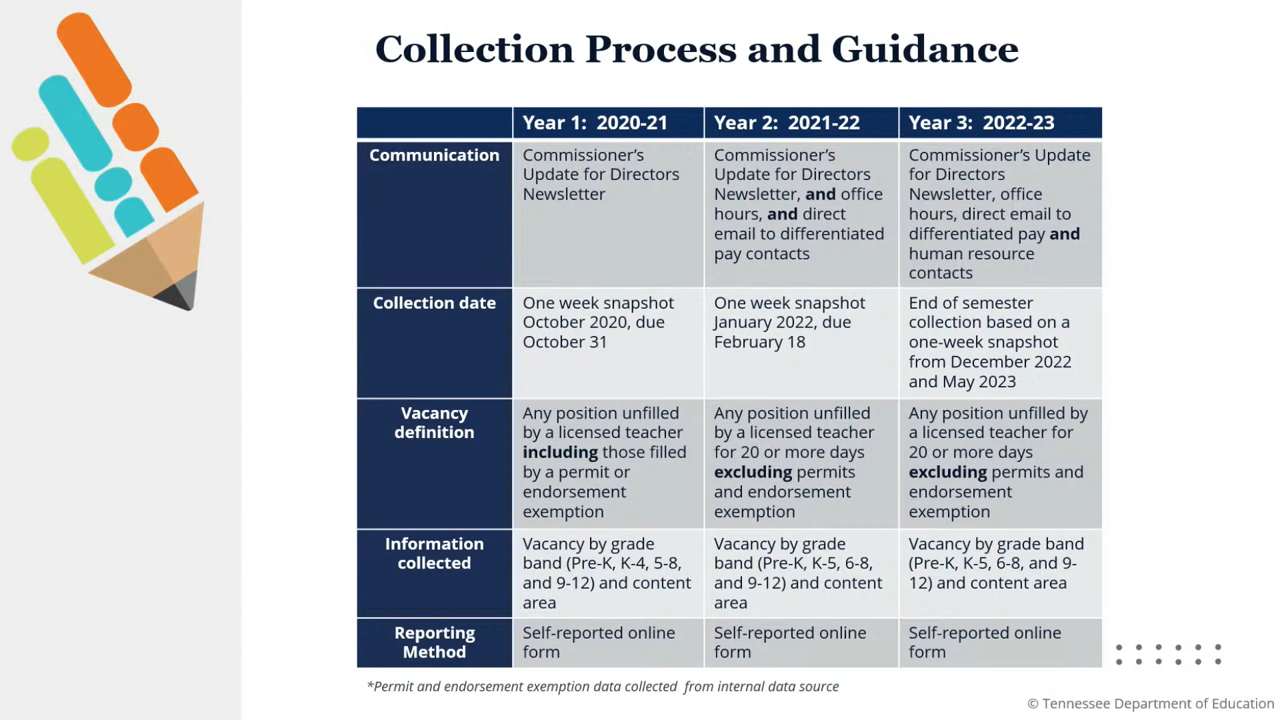 Collection Process and Guidance
Year 1: 2020-21
Year 2: 2021-22
Year 3: 2022-23
Communication
Commissioner's
Update for Directors
Newsletter
Commissioner's
Update for Directors
Newsletter, and office
hours, and direct
email to differentiated
pay contacts
Commissioner's Update
for Directors
Newsletter, office
hours, direct email to
differentiated pay and
human resource
contacts
Collection date
One week snapshot
October 2020, due
October 31
One week snapshot
January 2022, due
February 18
End of semester
collection based on a
one-week snapshot
from December 2022
and May 2023
Vacancy
definition
Any position unfilled
by a licensed teacher
including those filled
by a permit or
endorsement
exemption
Any position unfilled
by a licensed teacher
for 20 or more days
excluding permits
and endorsement
exemption
Any position unfilled by
a licensed teacher for
20 or more days
excluding permits and
endorsement
exemption
Information
collected
Vacancy by grade
band (Pre-K, K-4, 5-8,
and 9-12) and content
area
Vacancy by grade
band (Pre-K, K-5, 6-8,
and 9-12) and content
area
Vacancy by grade band
(Pre-K, K-5, 6-8, and 9-
12) and content area
Reporting
Method
Self-reported online
form
Self-reported online
form
Self-reported online
form
*Permit and endorsement exemption data collected from internal data source
© Tennessee Department of Education